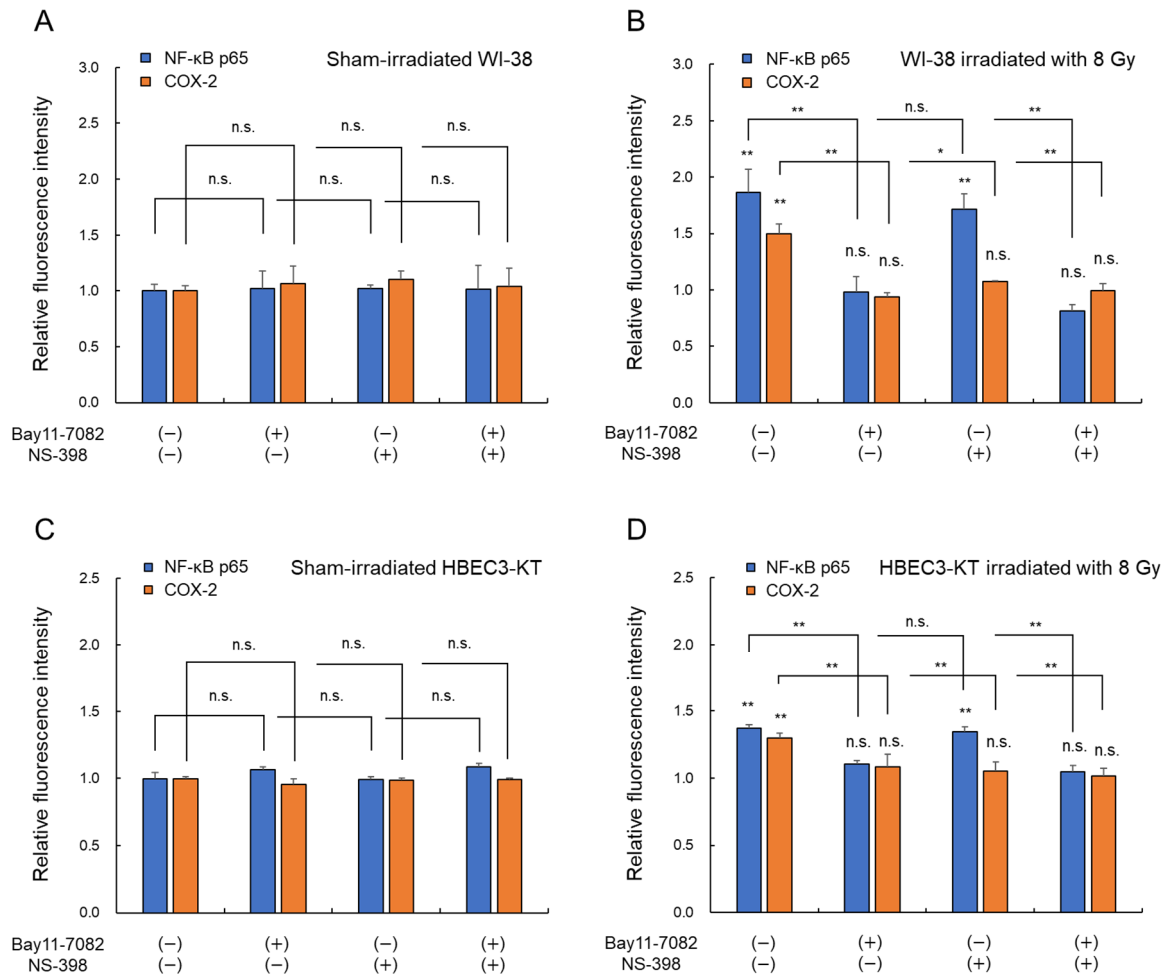 A
NF-κB p65
COX-2
Sham-irradiated WI-38
Relative fluorescence intensity
3.0
2.5
2.0
1.5
1.0
0.5
0.0
n.s. n.s. n.s.
n.s. n.s. n.s.
Bay11-7082 (−) (+) (−) (+)
NS-398 (−) (−) (+) (+)
B
NF-κB p65
COX-2
WI-38 irradiated with 8 Gy
Relative fluorescence intensity
3.0
2.5
2.0
1.5
1.0
0.5
0.0
** n.s. **
** * **
** **
**
n.s. n.s. n.s. n.s. n.s.
Bay11-7082 (−) (+) (−) (+)
NS-398 (−) (−) (+) (+)
C
NF-κB p65
COX-2
Sham-irradiated HBEC3-KT
Relative fluorescence intensity
2.5
2.0
1.5
1.0
0.5
0.0
n.s. n.s. n.s.
n.s. n.s. n.s.
Bay11-7082 (−) (+) (−) (+)
NS-398 (−) (−) (+) (+)
D
NF-κB p65
COX-2
HBEC3-KT irradiated with 8 Gy
Relative fluorescence intensity
2.5
2.0
1.5
1.0
0.5
0.0
** n.s. **
** ** **
** ** **
n.s. n.s. n.s. n.s. n.s.
Bay11-7082 (−) (+) (−) (+)
NS-398 (−) (−) (+) (+)